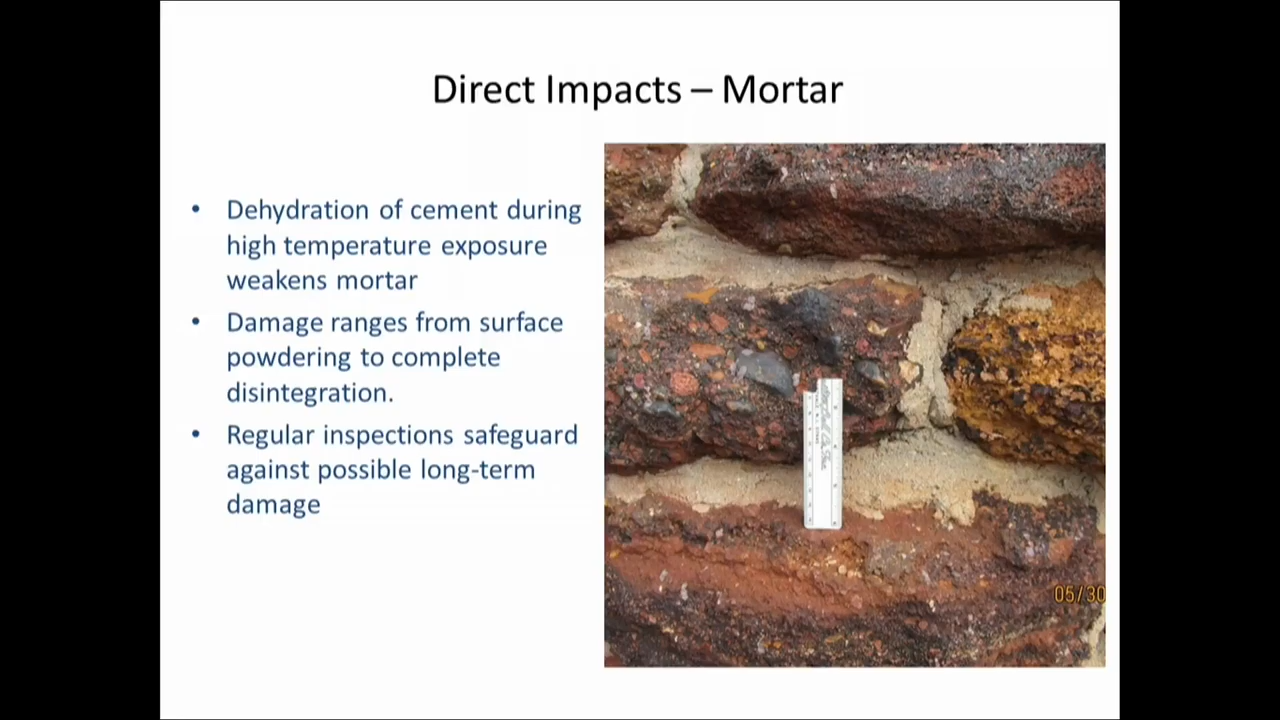 Direct Impacts – Mortar
• Dehydration of cement during
high temperature exposure
weakens mortar
• Damage ranges from surface
powdering to complete
disintegration.
• Regular inspections safeguard
against possible long-term
damage
05/30